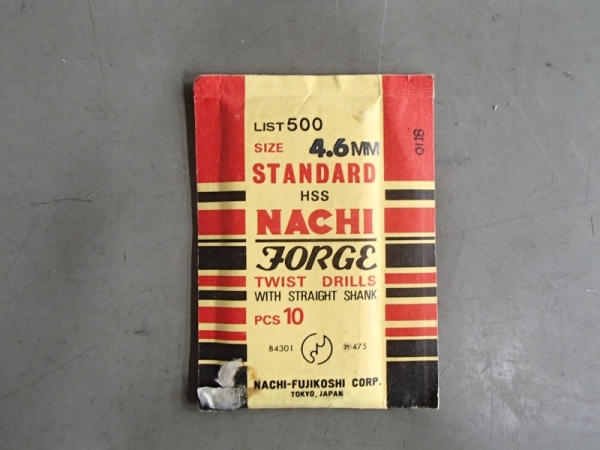 LIST 500
SIZE 4.6MM
STANDARD
HSS
NACHI
FORGE
TWIST DRILLS
WITH STRAIGHT SHANK
PCS 10
B4301 475
NACHI-FUJIKOSHI CORP.
TOKYO, JAPAN